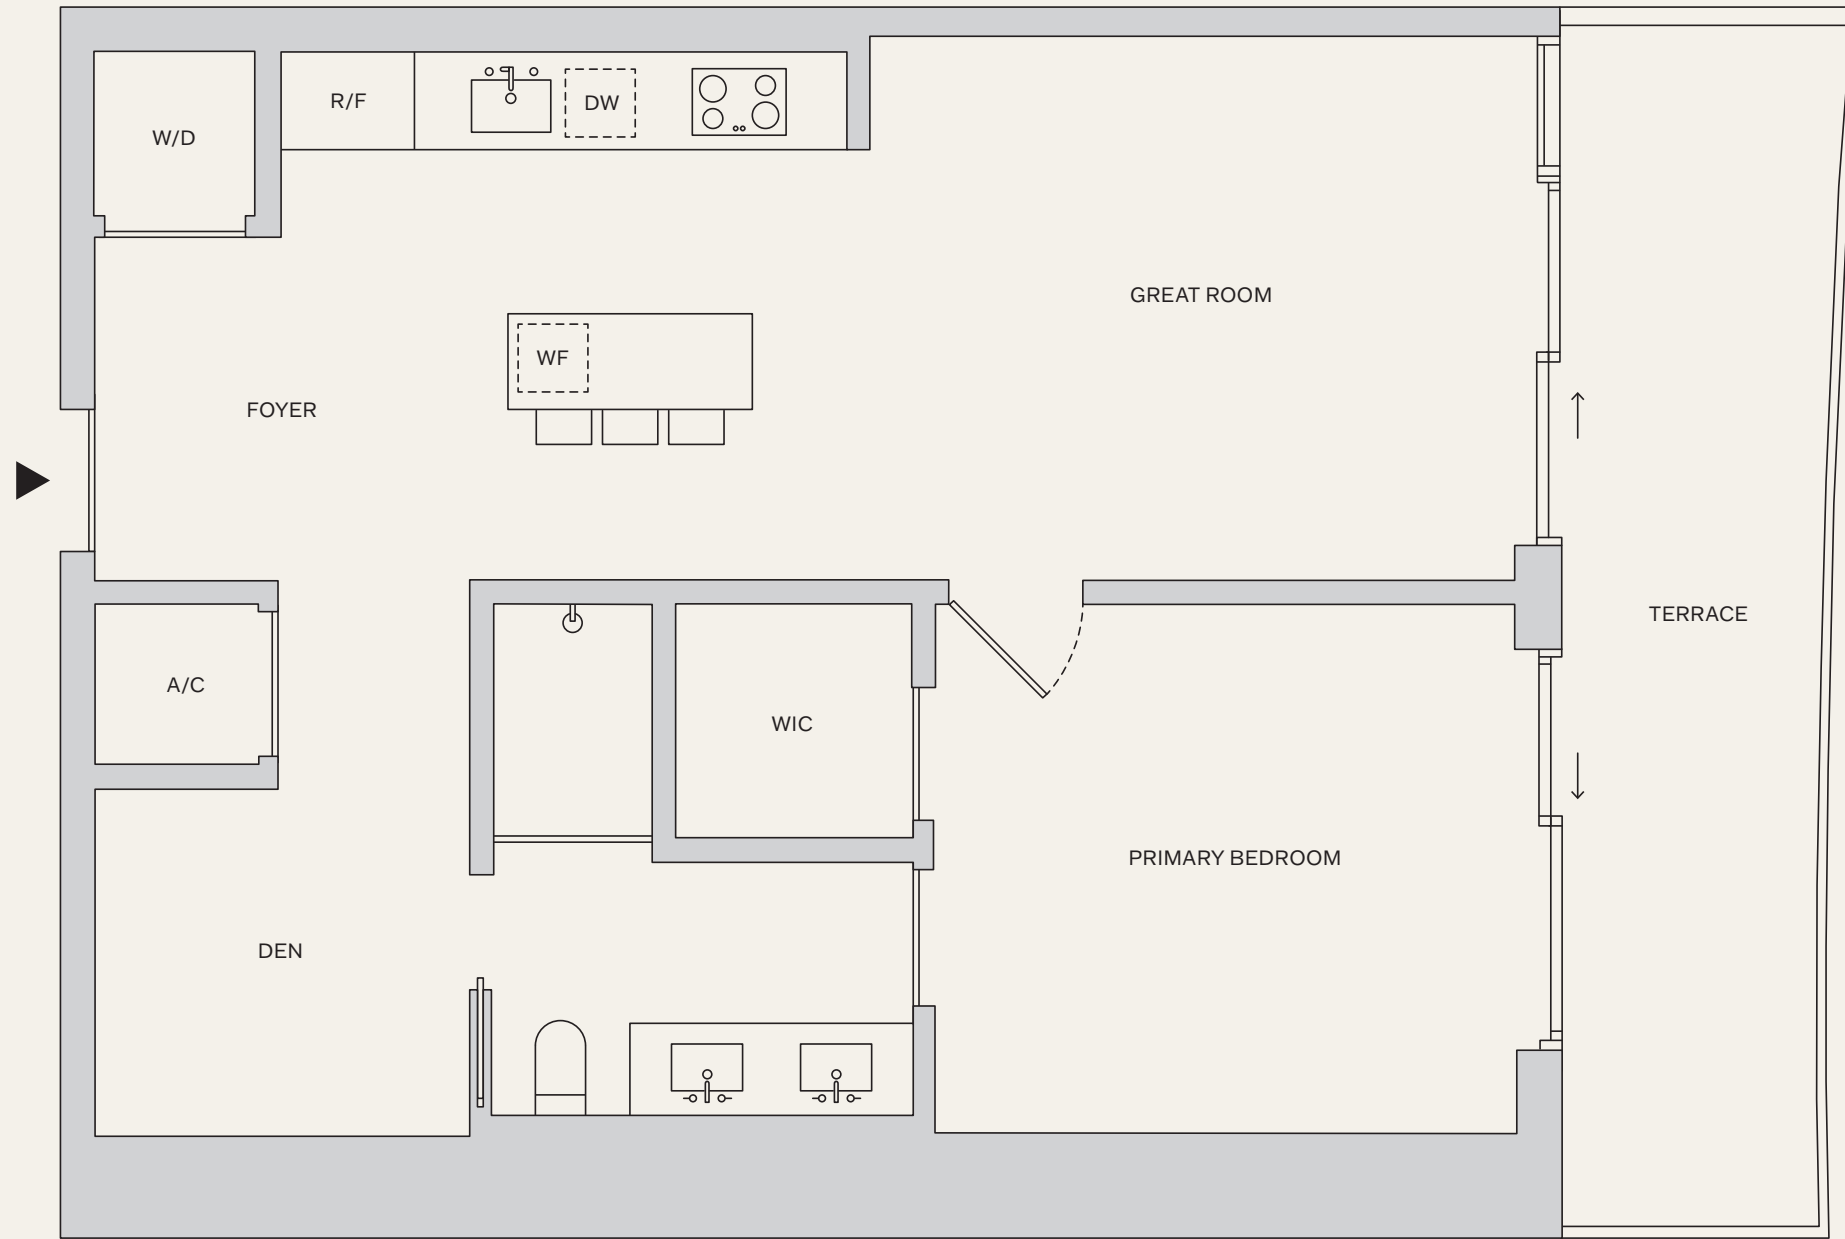 R/F
DW
W/D
GREAT ROOM
WF
FOYER
TERRACE
A/C
WIC
PRIMARY BEDROOM
DEN